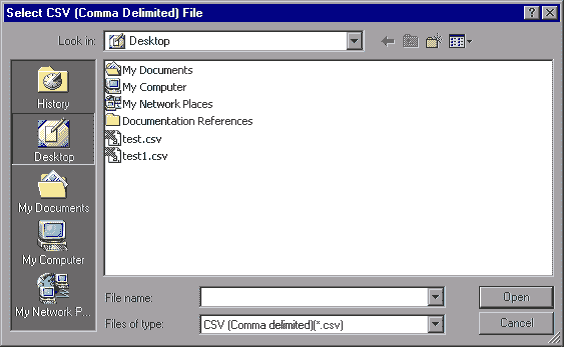 Select CSV (Comma Delimited) File
Look in:
Desktop
History
Desktop
My Documents
My Computer
My Network P...
My Documents
My Computer
My Network Places
Documentation References
test.csv
test1.csv
File name:
Open
Files of type:
CSV (Comma delimited)(*.csv)
Cancel